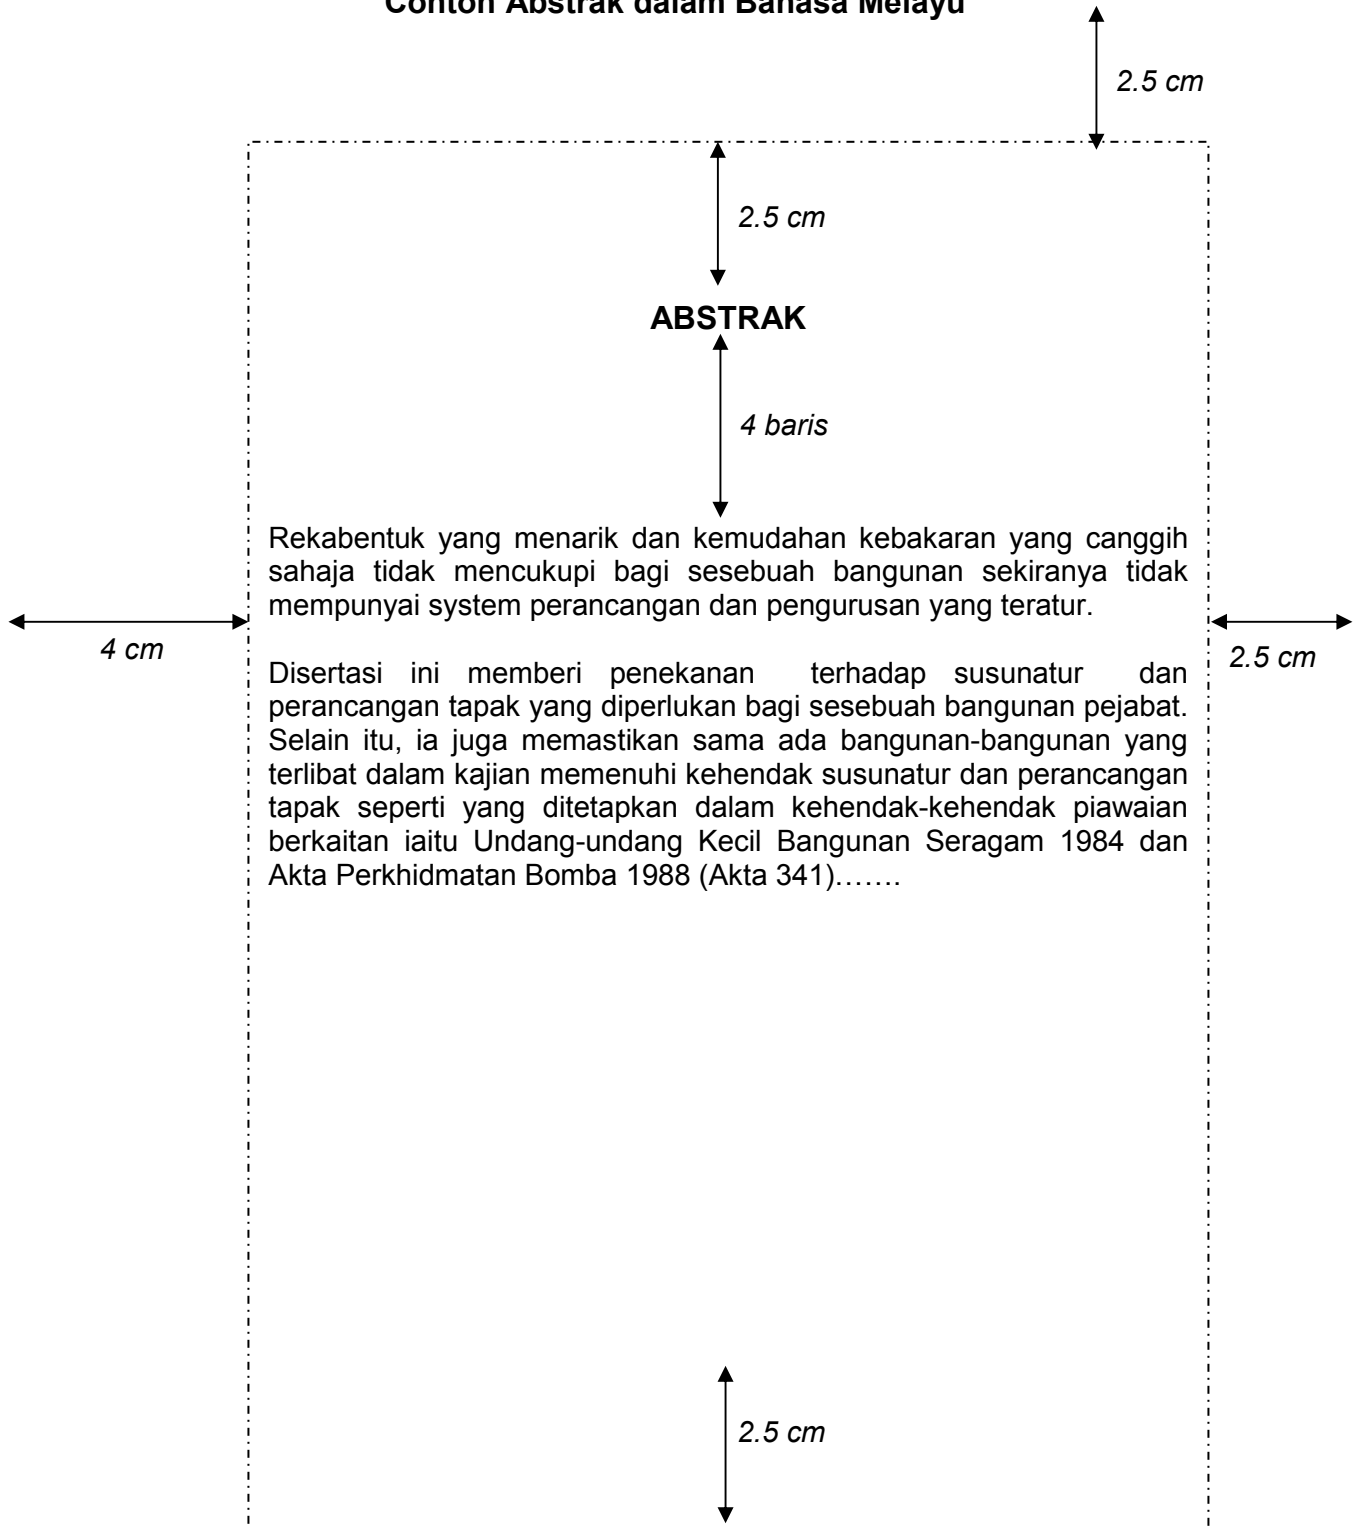 Contoh Abstrak dalam Bahasa Melayu
2.5 cm
2.5 cm
ABSTRAK
4 baris
Rekabentuk yang menarik dan kemudahan kebakaran yang canggih
sahaja tidak mencukupi bagi sesebuah bangunan sekiranya tidak
mempunyai system perancangan dan pengurusan yang teratur.
4 cm
2.5 cm
Disertasi ini memberi penekanan terhadap susunatur dan
perancangan tapak yang diperlukan bagi sesebuah bangunan pejabat.
Selain itu, ia juga memastikan sama ada bangunan-bangunan yang
terlibat dalam kajian memenuhi kehendak susunatur dan perancangan
tapak seperti yang ditetapkan dalam kehendak-kehendak piawaian
berkaitan iaitu Undang-undang Kecil Bangunan Seragam 1984 dan
Akta Perkhidmatan Bomba 1988 (Akta 341)…….
2.5 cm